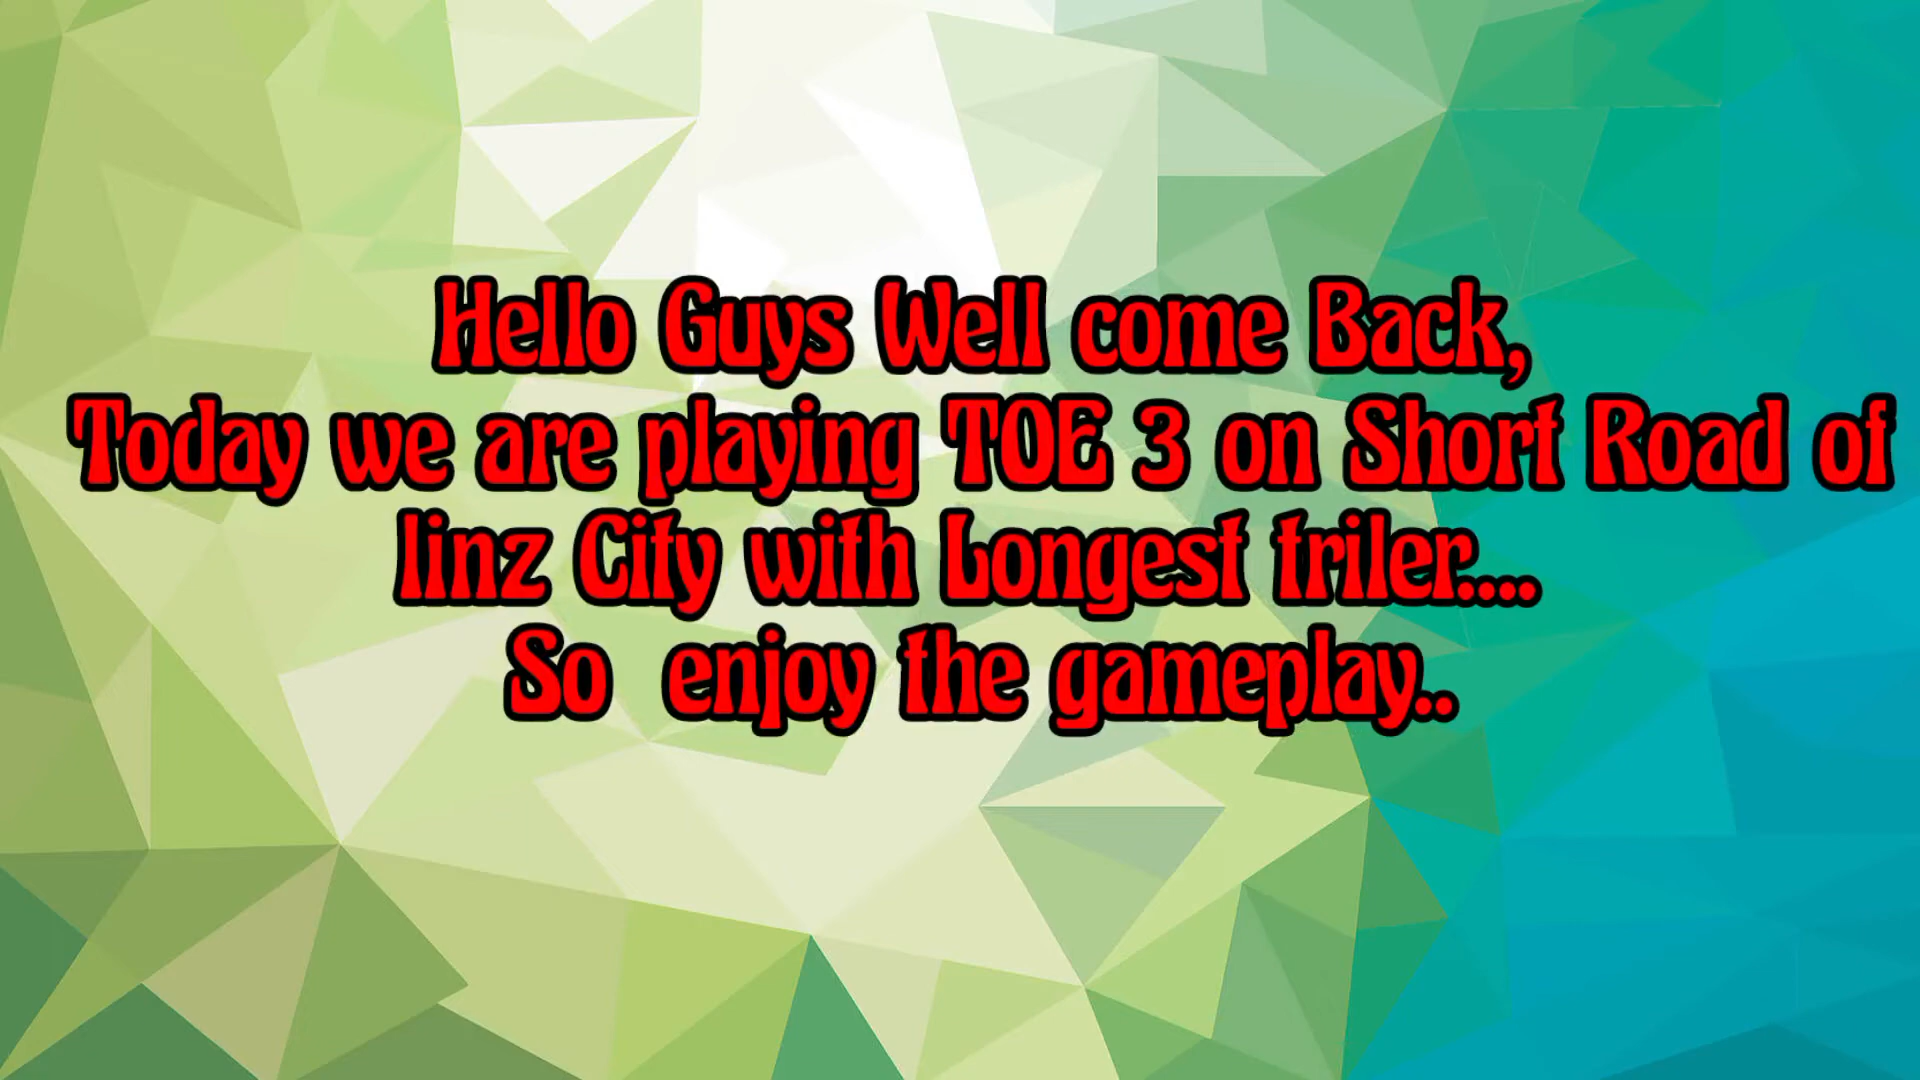 Hello Guys Well come Back,
Today we are playing TOE 3 on Short Road of
linz City with Longest triler....
So enjoy the gameplay..